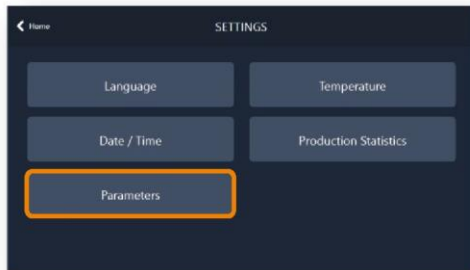 Home
SETTINGS
Language
Temperature
Date / Time
Production Statistics
Parameters